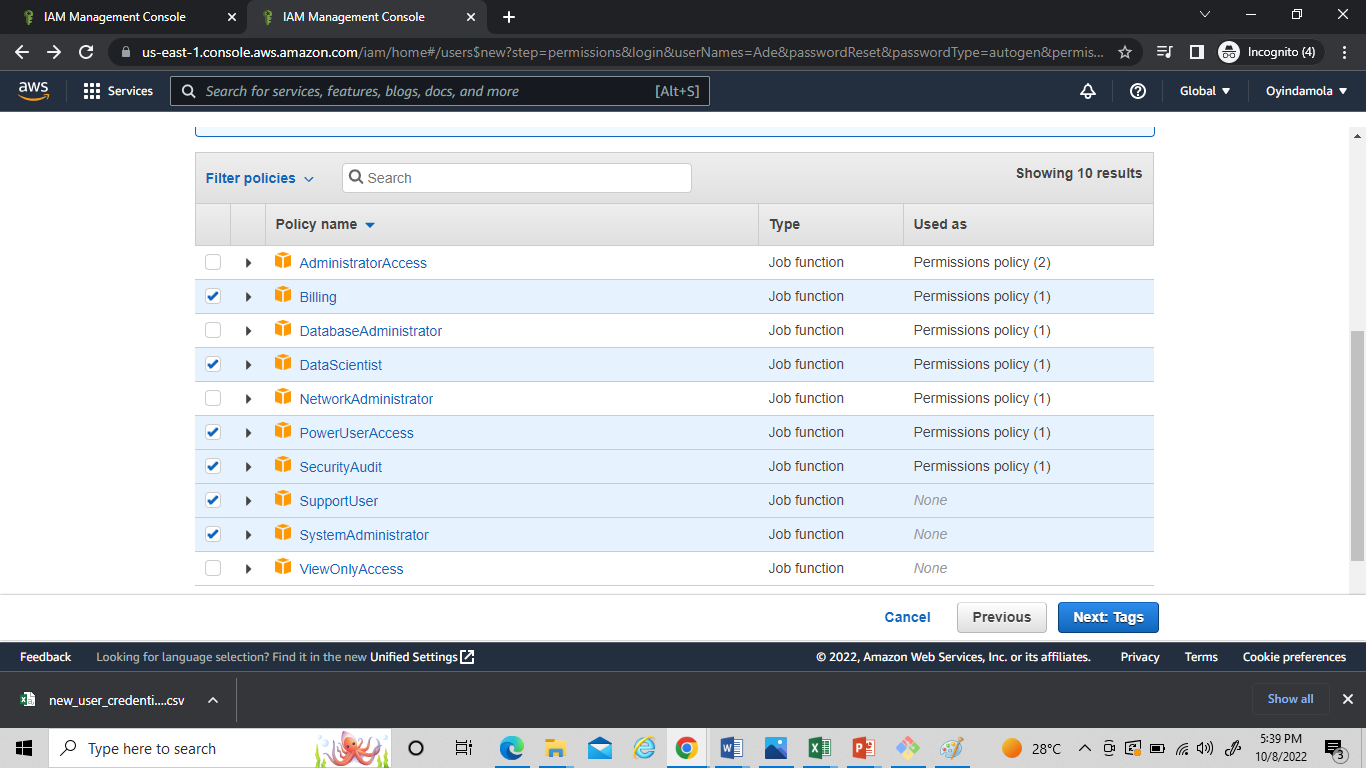 IAM Management Console
IAM Management Console
us-east-1.console.aws.amazon.com/iam/home#/users$new?step=permissions&login&userNames=Ade&passwordReset&passwordType=autogen&permis...
Incognito (4)
aws
Services
Search for services, features, blogs, docs, and more
[Alt+S]
Global
Oyindamola
Filter policies
Search
Showing 10 results
Policy name Type Used as
AdministratorAccess Job function Permissions policy (2)
Billing Job function Permissions policy (1)
DatabaseAdministrator Job function Permissions policy (1)
DataScientist Job function Permissions policy (1)
NetworkAdministrator Job function Permissions policy (1)
PowerUserAccess Job function Permissions policy (1)
SecurityAudit Job function Permissions policy (1)
SupportUser Job function None
SystemAdministrator Job function None
ViewOnlyAccess Job function None
Cancel Previous Next: Tags
Feedback Looking for language selection? Find it in the new Unified Settings © 2022, Amazon Web Services, Inc. or its affiliates. Privacy Terms Cookie preferences
new_user_credenti....csv
Show all
Type here to search
28°C
5:39 PM
10/8/2022
3